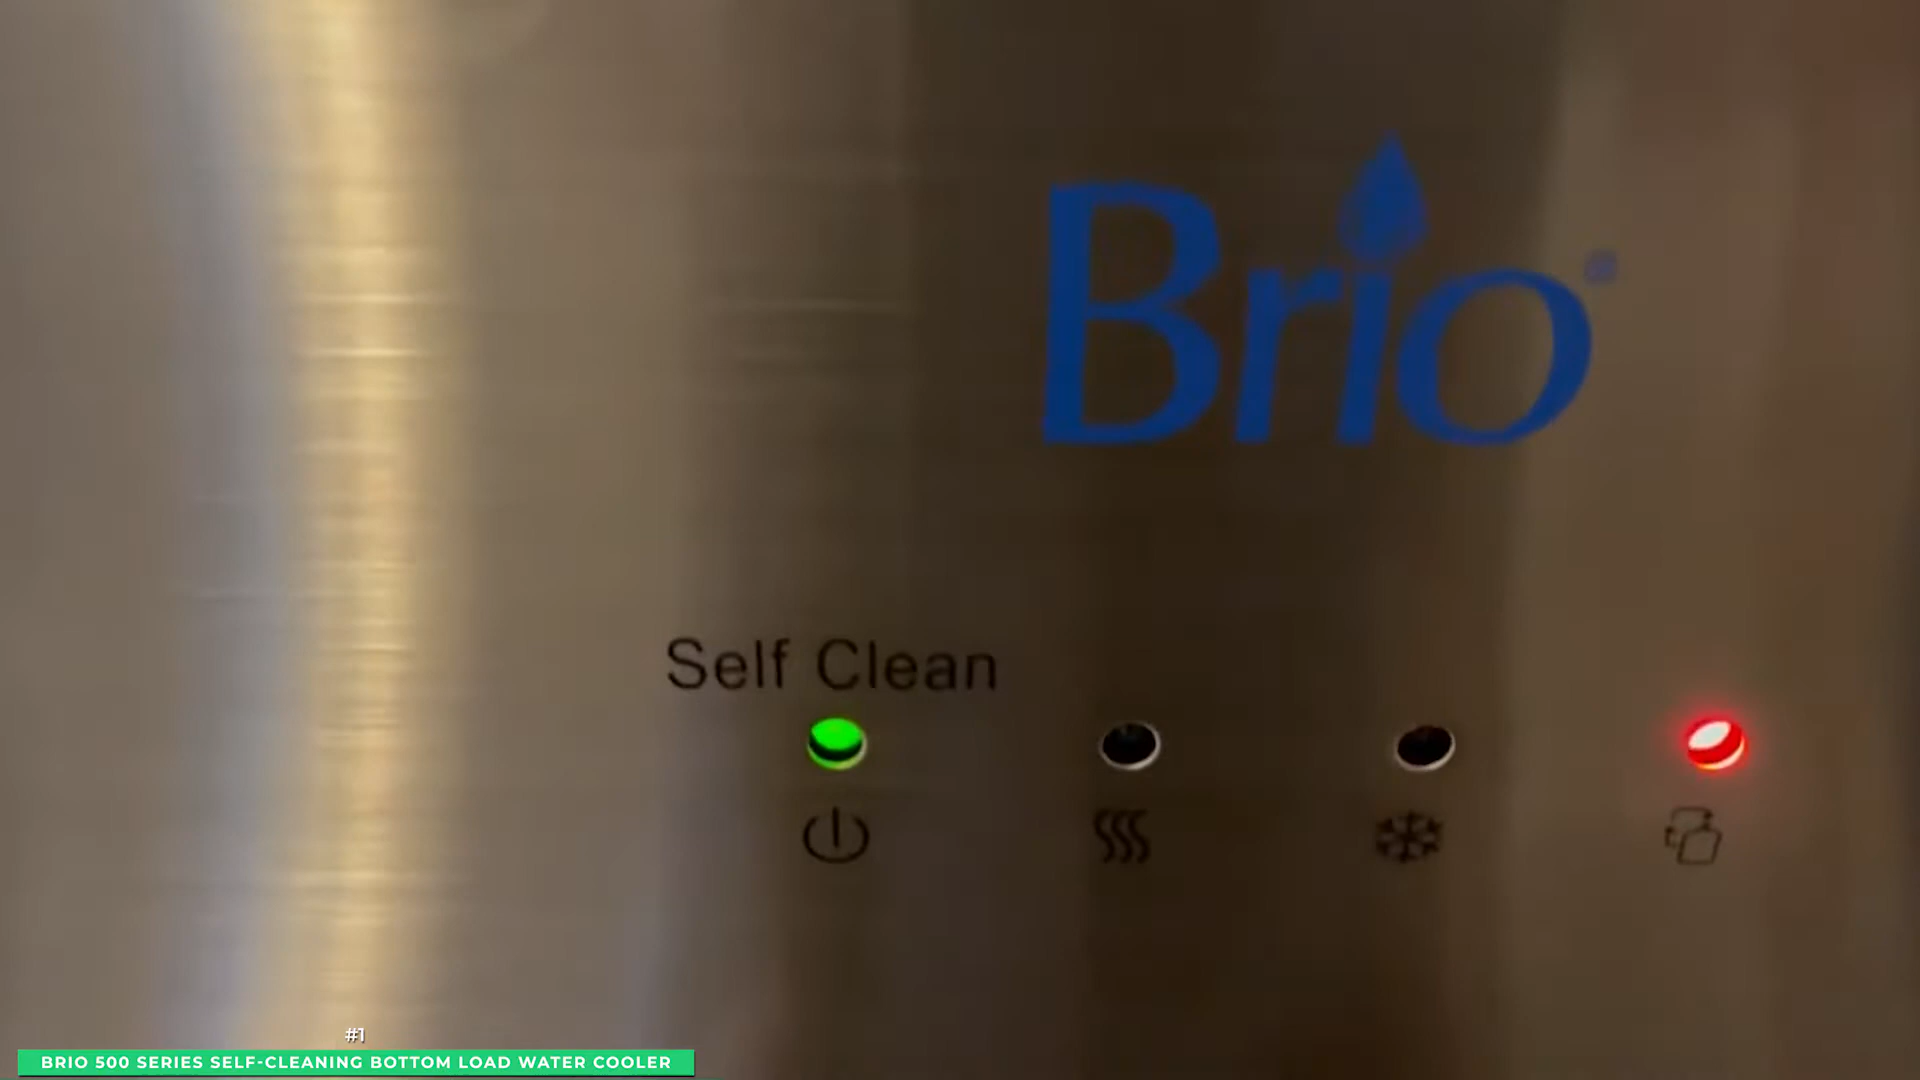 Brio®
Self Clean
#1
BRIO 500 SERIES SELF-CLEANING BOTTOM LOAD WATER COOLER